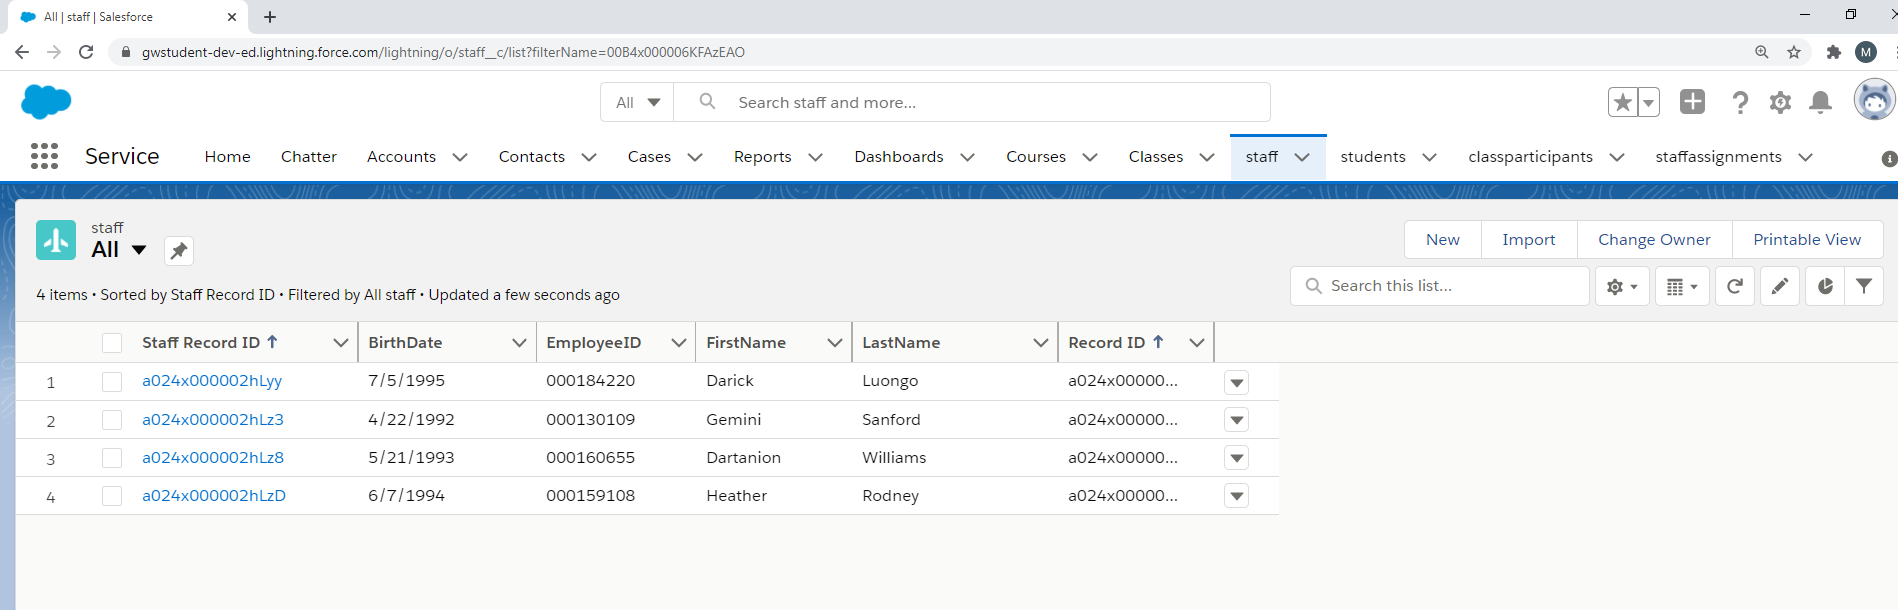 All | staff | Salesforce
gwstudent-dev-ed.lightning.force.com/lightning/o/staff__c/list?filterName=00B4x000006KFAzEAO
M
All Search staff and more...
Service Home Chatter Accounts Contacts Cases Reports Dashboards Courses Classes staff students classparticipants staffassignments
staff
All
New Import Change Owner Printable View
4 items • Sorted by Staff Record ID • Filtered by All staff • Updated a few seconds ago
Search this list...
Staff Record ID BirthDate EmployeeID FirstName LastName Record ID
1 a024x000002hLyy 7/5/1995 000184220 Darick Luongo a024x00000...
2 a024x000002hLz3 4/22/1992 000130109 Gemini Sanford a024x00000...
3 a024x000002hLz8 5/21/1993 000160655 Dartanion Williams a024x00000...
4 a024x000002hLzD 6/7/1994 000159108 Heather Rodney a024x00000...